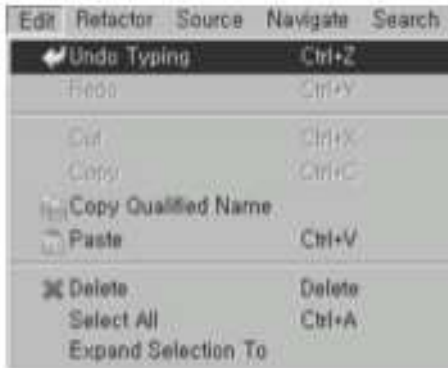 Edit Refactor Source Navigate Search
Undo Typing Ctrl+Z
Redo Ctrl+Y
Cut Ctrl+X
Copy Ctrl+C
Copy Qualified Name
Paste Ctrl+V
Delete Delete
Select All Ctrl+A
Expand Selection To